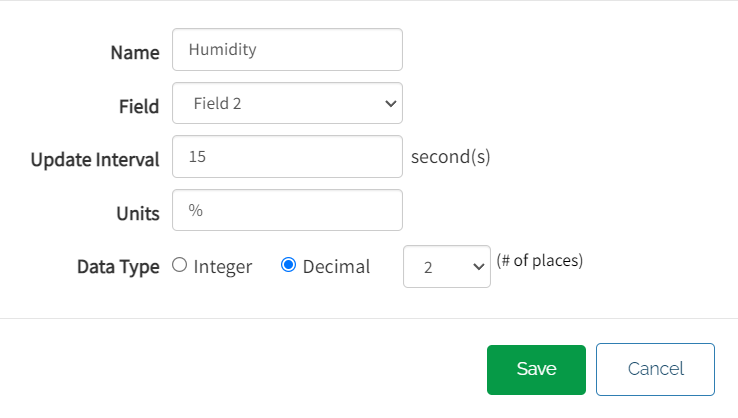 Name Humidity
Field Field 2
Update Interval 15 second(s)
Units %
Data Type Integer Decimal 2 (# of places)
Save Cancel